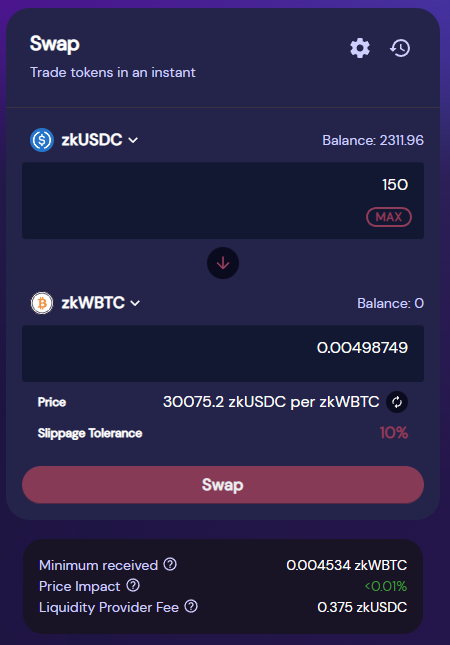 Swap
Trade tokens in an instant
zkUSDC Balance: 2311.96
150
MAX
zkWBTC Balance: 0
0.00498749
Price 30075.2 zkUSDC per zkWBTC
Slippage Tolerance 10%
Swap
Minimum received 0.004534 zkWBTC
Price Impact <0.01%
Liquidity Provider Fee 0.375 zkUSDC